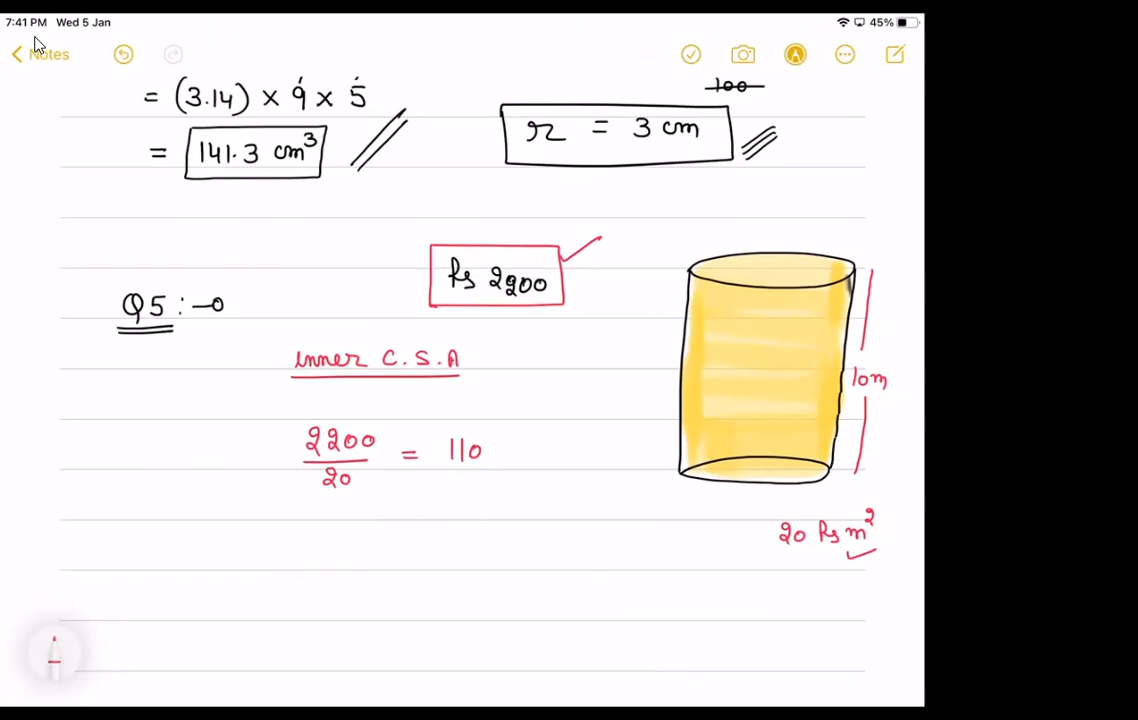 7:41 PM Wed 5 Jan
45%
Notes
= (3.14) × 9 × 5
100
= 141.3 cm³
r = 3 cm
Rs 2200
Q5 :-
inner C.S.A
10m
2200
20
= 110
20 Rs m²